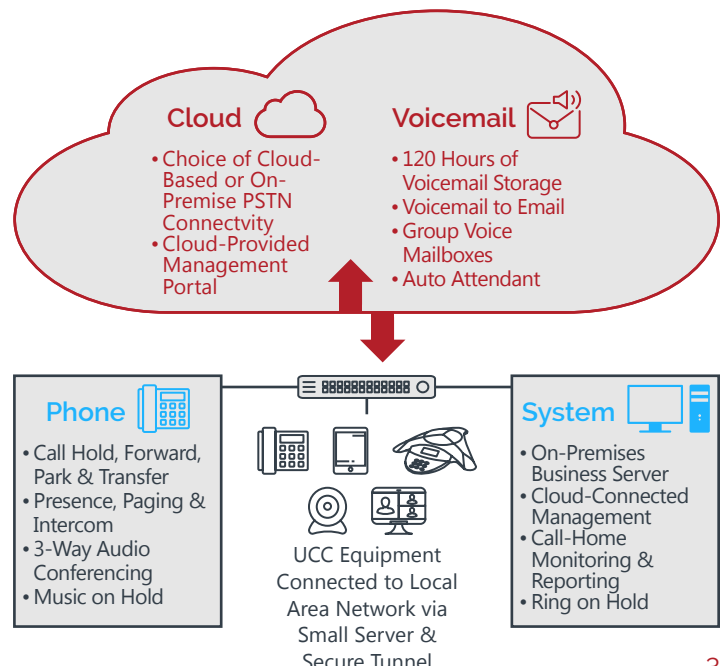 Cloud
• Choice of Cloud-
Based or On-
Premise PSTN
Connectvity
• Cloud-Provided
Management
Portal
Voicemail
• 120 Hours of
Voicemail Storage
• Voicemail to Email
• Group Voice
Mailboxes
• Auto Attendant
Phone
• Call Hold, Forward,
Park & Transfer
• Presence, Paging &
Intercom
• 3-Way Audio
Conferencing
• Music on Hold
UCC Equipment
Connected to Local
Area Network via
Small Server &
Secure Tunnel
System
• On-Premises
Business Server
• Cloud-Connected
Management
• Call-Home
Monitoring &
Reporting
• Ring on Hold